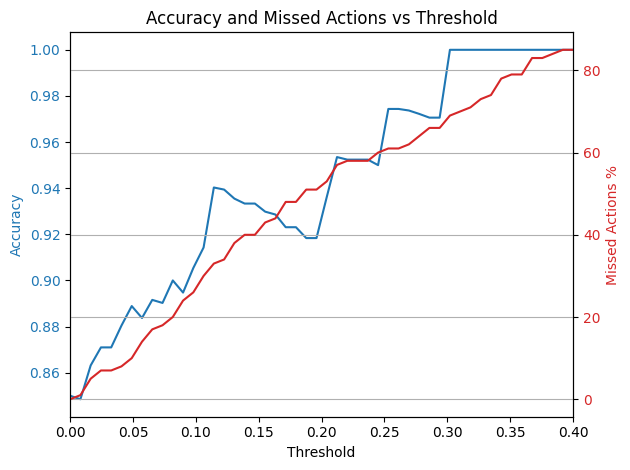 Accuracy and Missed Actions vs Threshold
1.00
0.98
0.96
0.94
0.92
0.90
0.88
0.86
Accuracy
80
60
40
20
0
Missed Actions %
0.00 0.05 0.10 0.15 0.20 0.25 0.30 0.35 0.40
Threshold